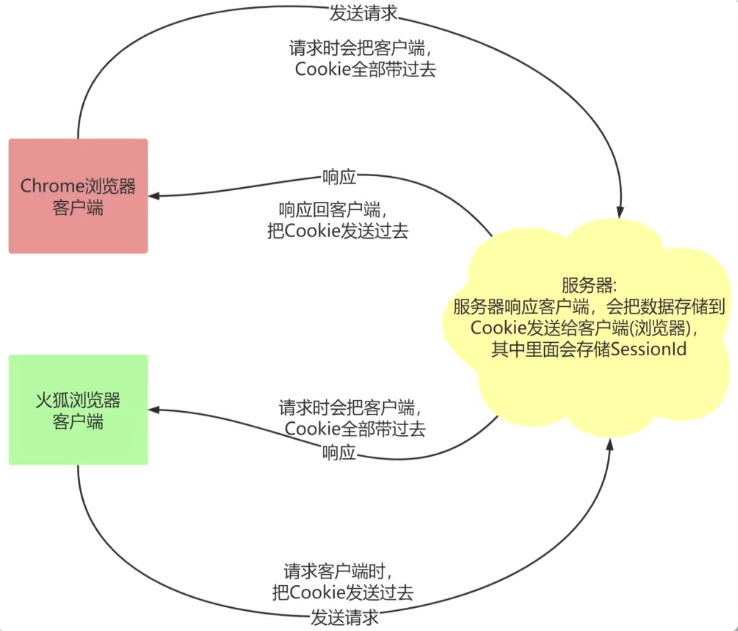 发送请求
请求时会把客户端，
Cookie全部带过去
Chrome浏览器
客户端
响应
响应回客户端，
把Cookie发送过去
服务器:
服务器响应客户端，会把数据存储到
Cookie发送给客户端(浏览器)，
其中里面会存储SessionId
火狐浏览器
客户端
请求时会把客户端，
Cookie全部带过去
响应
请求客户端时，
把Cookie发送过去
发送请求